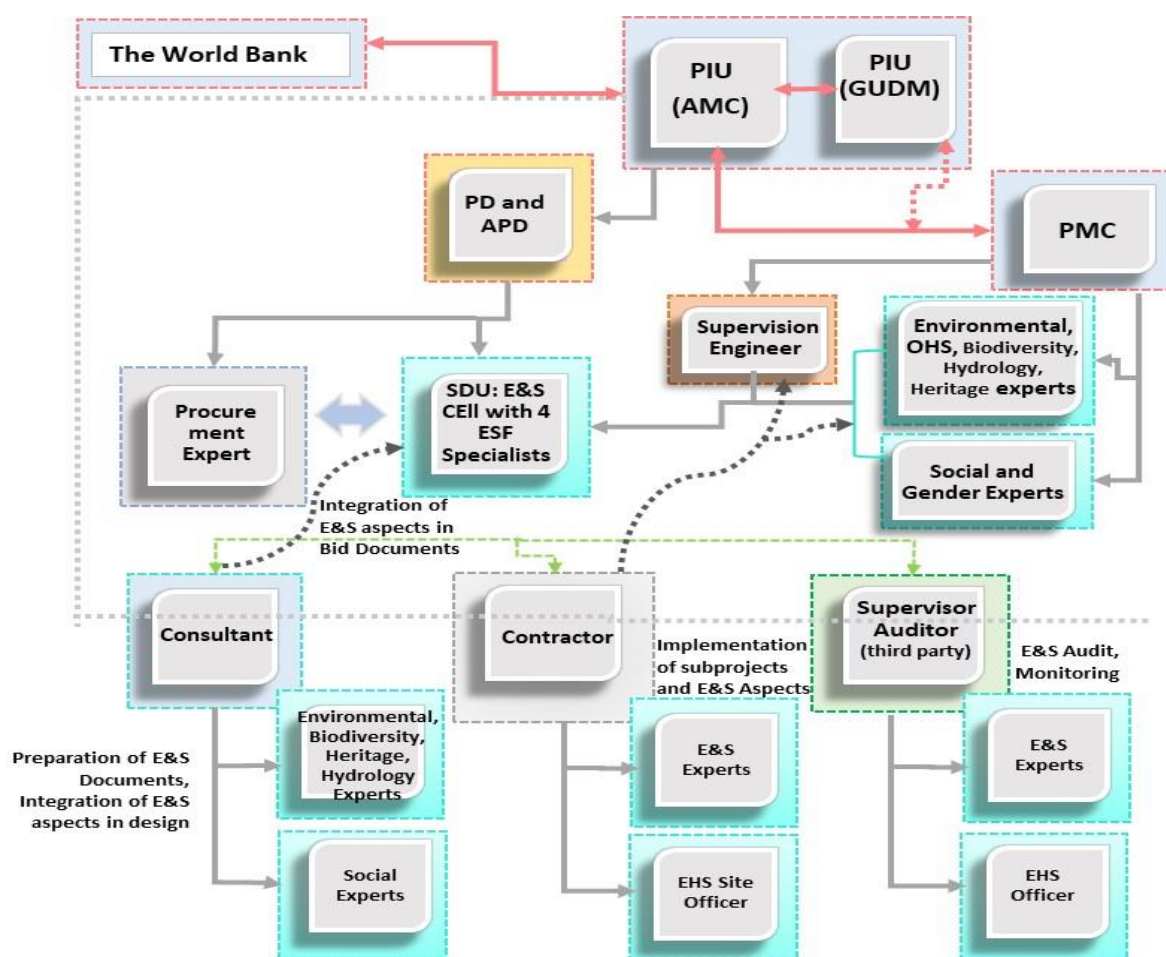 The World Bank
PIU
(AMC)
PIU
(GUDM)
PD and
APD
PMC
Supervision
Engineer
Environmental,
OHS, Biodiversity,
Hydrology,
Heritage experts
Procure
ment
Expert
SDU: E&S
CEll with 4
ESF
Specialists
Social and
Gender Experts
Integration of
E&S aspects in
Bid Documents
Consultant
Contractor
Supervisor
Auditor
(third party)
Implementation
of subprojects
and E&S Aspects
E&S Audit,
Monitoring
Preparation of E&S
Documents,
Integration of E&S
aspects in design
Environmental,
Biodiversity,
Heritage,
Hydrology
Experts
E&S
Experts
E&S
Experts
Social
Experts
EHS Site
Officer
EHS
Officer